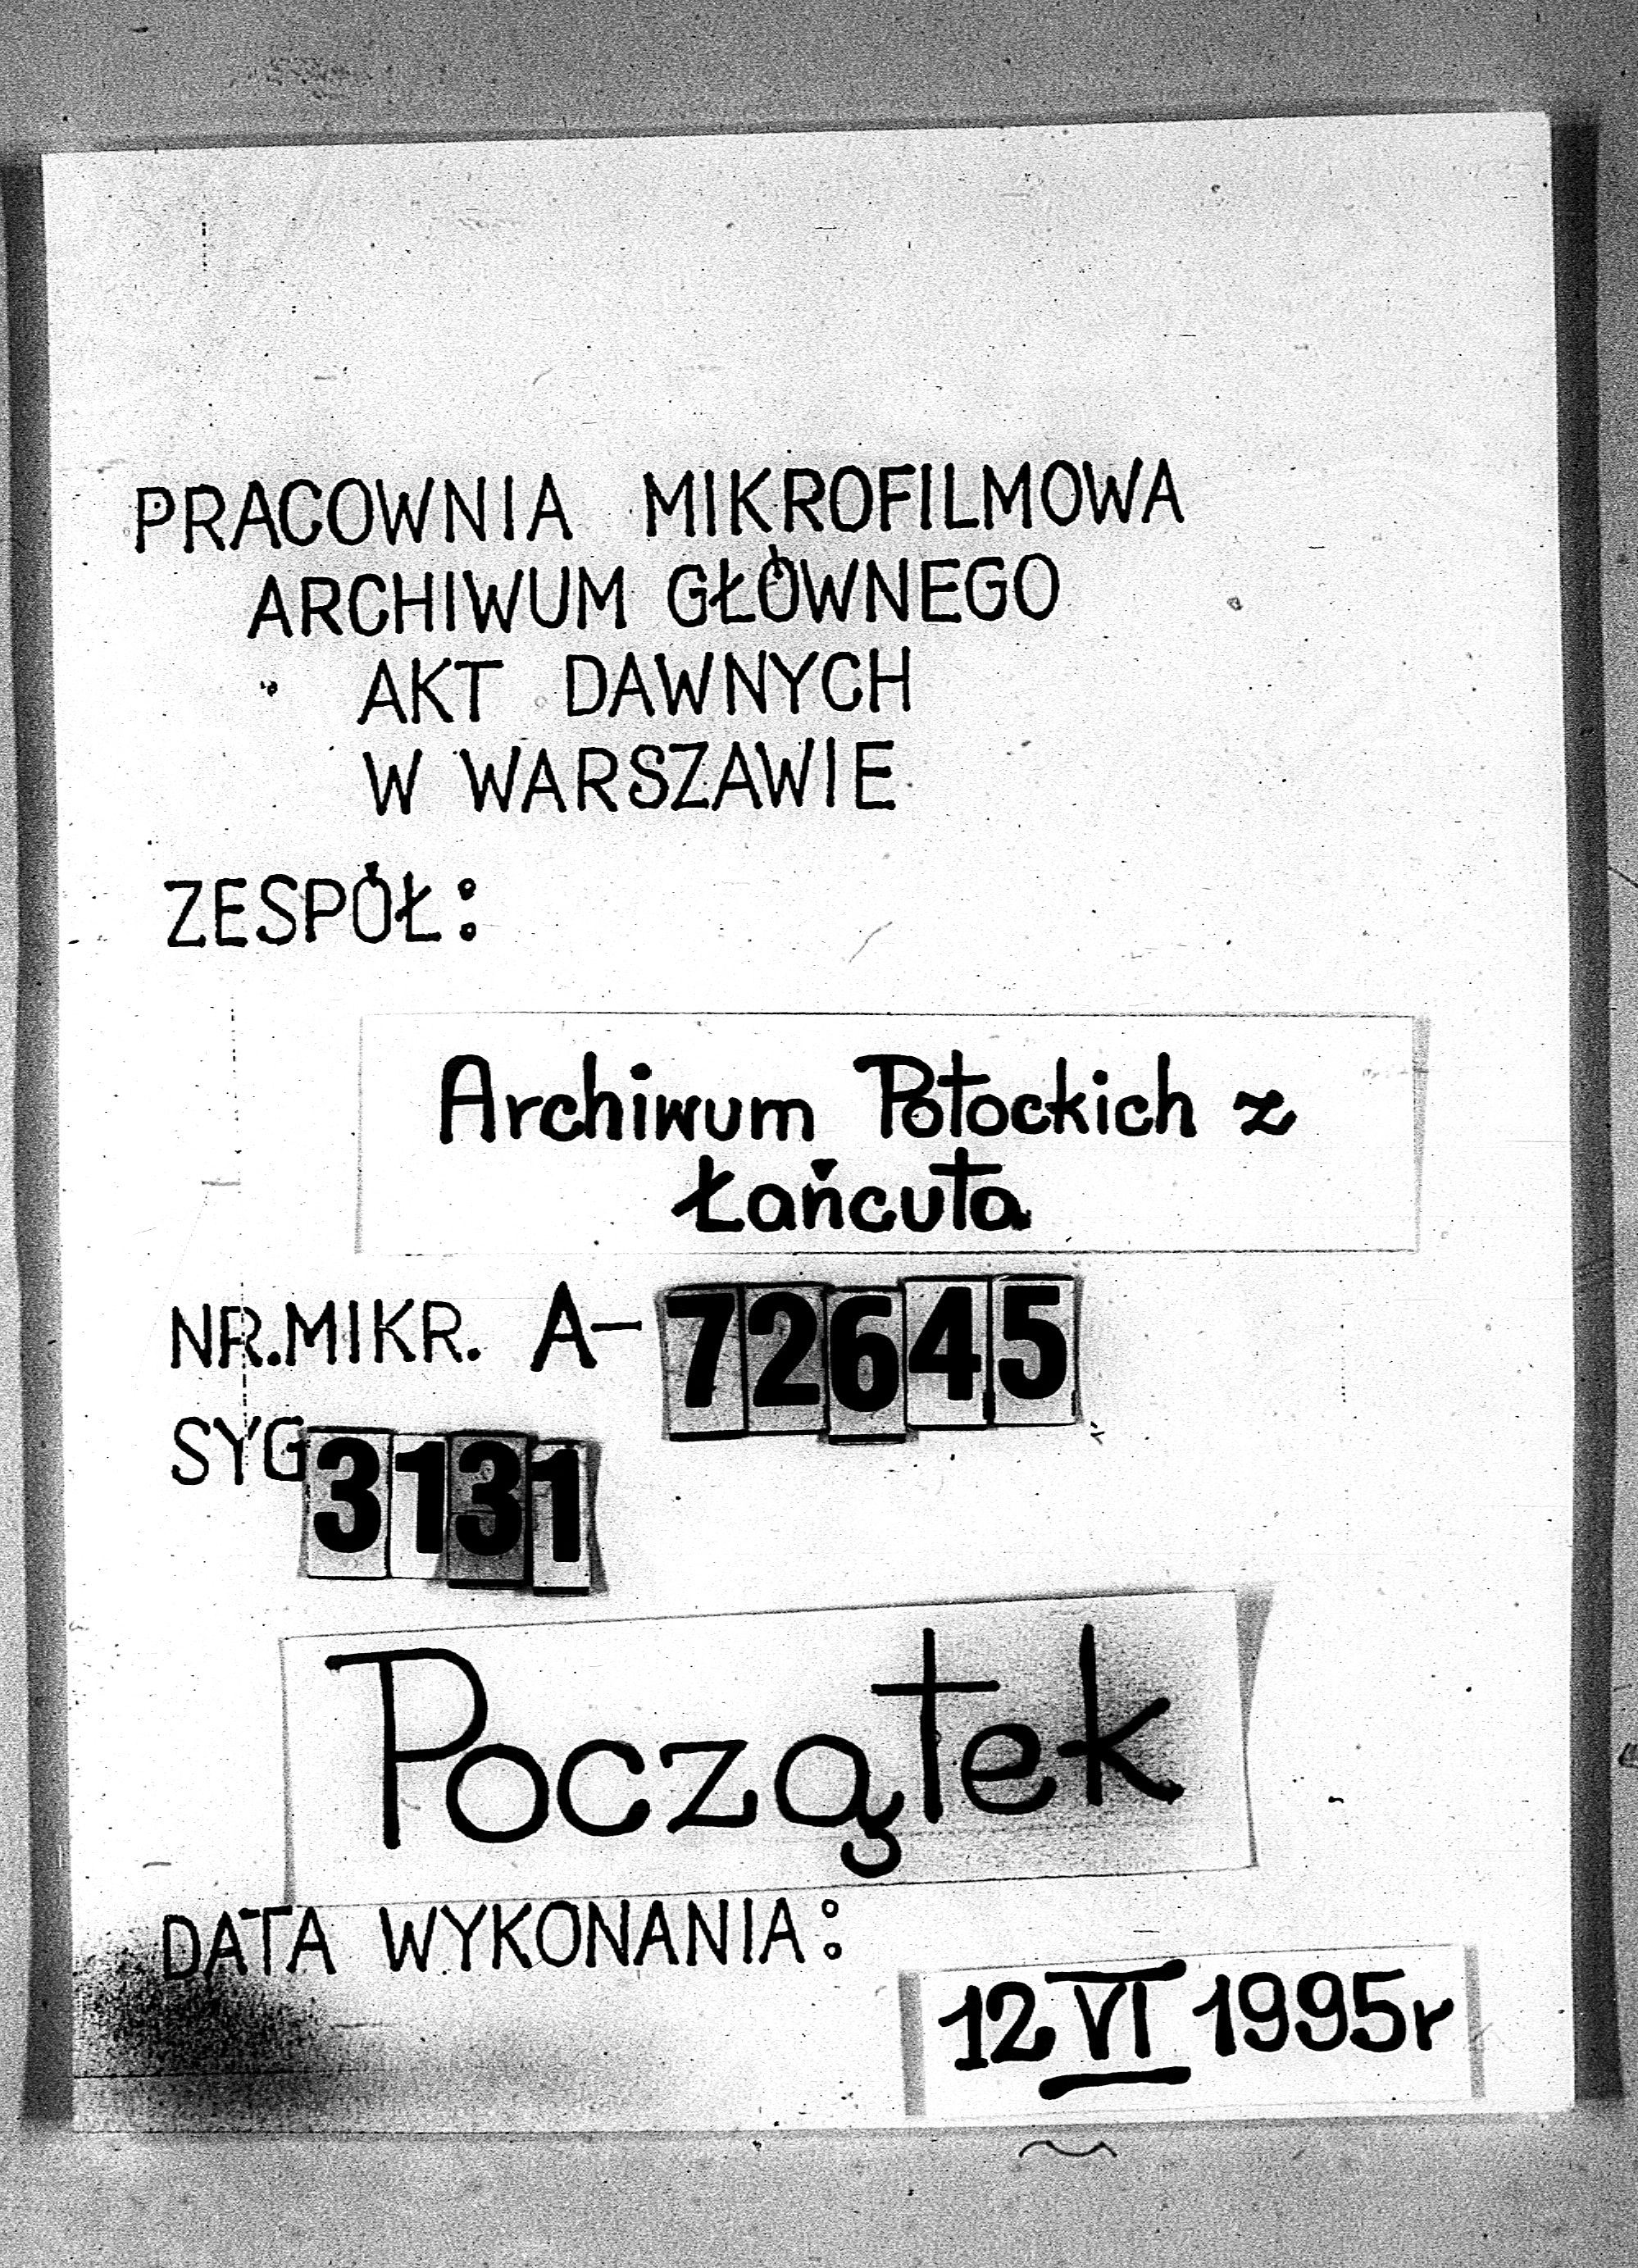 PRACOWNIA MIKROFILMOWA
ARCHIWUM GŁÓWNEGO
AKT DAWNYCH
W WARSZAWIE
ZESPÓŁ:
Archiwum Potockich z
Łańcuta
NR.MIKR. A-72645
SYG 3131
Początek
DATA WYKONANIA:
12 VI 1995r